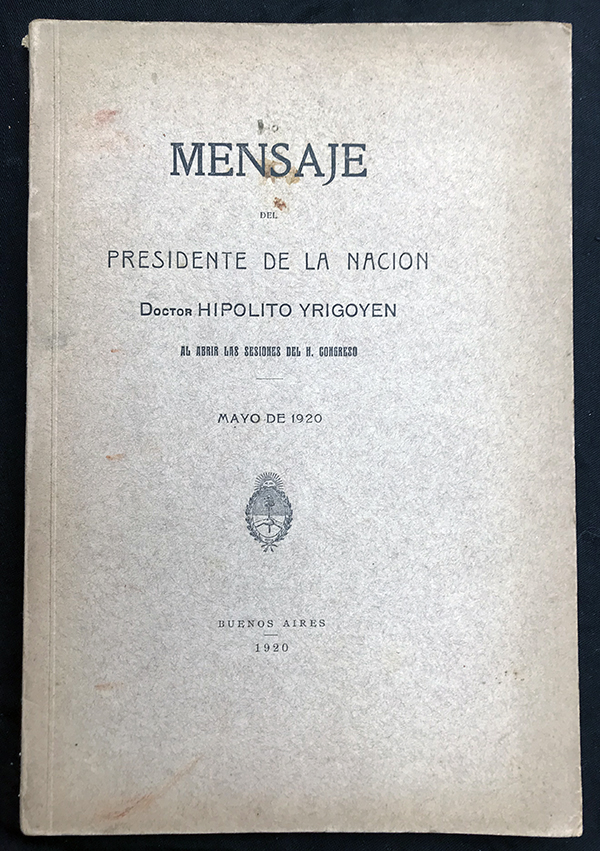 MENSAJE
DEL
PRESIDENTE DE LA NACION
DOCTOR HIPOLITO YRIGOYEN
AL ABRIR LAS SESIONES DEL H. CONGRESO
MAYO DE 1920
BUENOS AIRES
1920